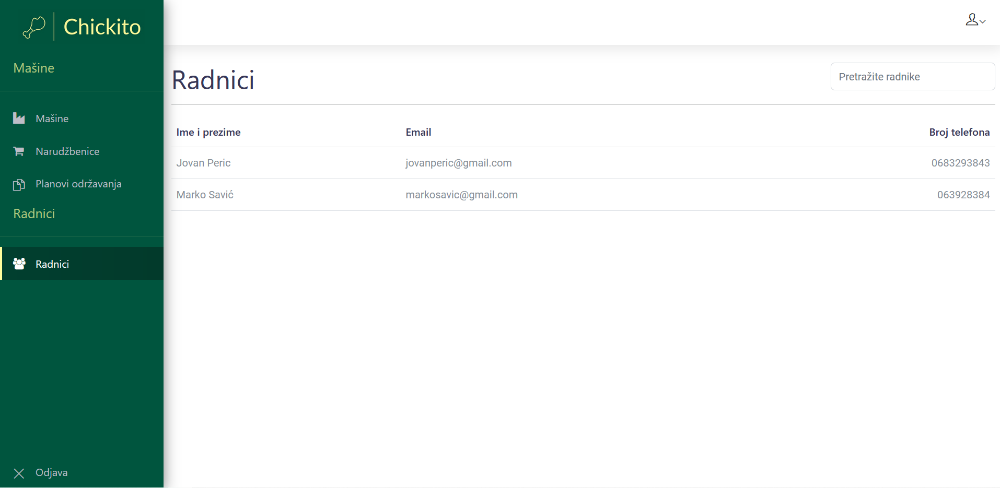 Chickito
Mašine
Mašine
Narudžbenice
Planovi održavanja
Radnici
Radnici
Odjava
Radnici
Pretražite radnike
Ime i prezime Email Broj telefona
Jovan Peric jovanperic@gmail.com 0683293843
Marko Savić markosavic@gmail.com 063928384